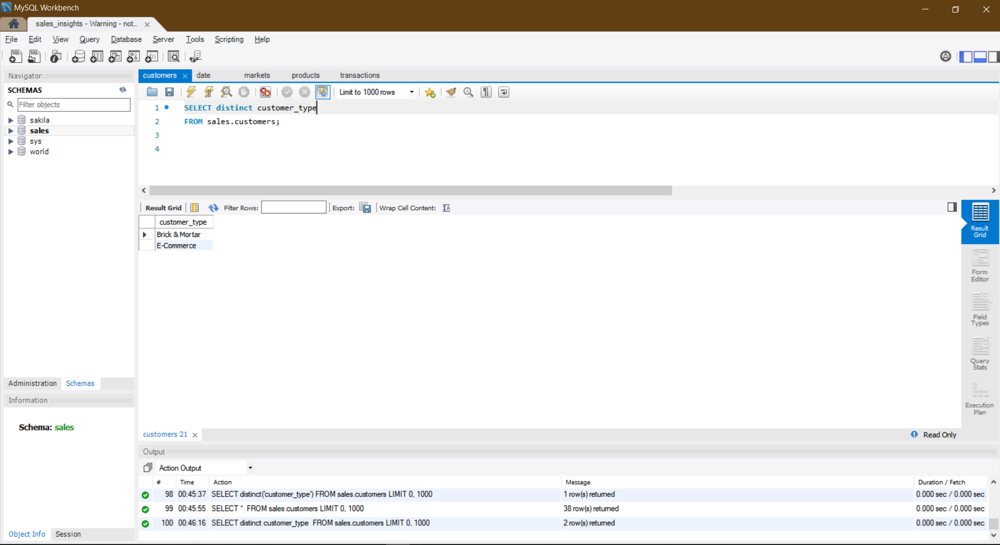 MySQL Workbench
sales_insights - Warning - not...
File Edit View Query Database Server Tools Scripting Help
Navigator
SCHEMAS
Filter objects
sakila
sales
sys
world
Administration Schemas
Information
Schema: sales
Object Info Session
customers date markets products transactions
Limit to 1000 rows
1 SELECT distinct customer_type
2 FROM sales.customers;
3
4
Result Grid Filter Rows: Export: Wrap Cell Content:
customer_type
Brick & Mortar
E-Commerce
Result
Grid
Form
Editor
Field
Types
Query
Stats
Execution
Plan
customers 21 Read Only
Output
Action Output
# Time Action Message Duration / Fetch
98 00:45:37 SELECT distinct('customer_type') FROM sales.customers LIMIT 0, 1000 1 row(s) returned 0.000 sec / 0.000 sec
99 00:45:55 SELECT * FROM sales.customers LIMIT 0, 1000 38 row(s) returned 0.000 sec / 0.000 sec
100 00:46:16 SELECT distinct customer_type FROM sales.customers LIMIT 0, 1000 2 row(s) returned 0.000 sec / 0.000 sec